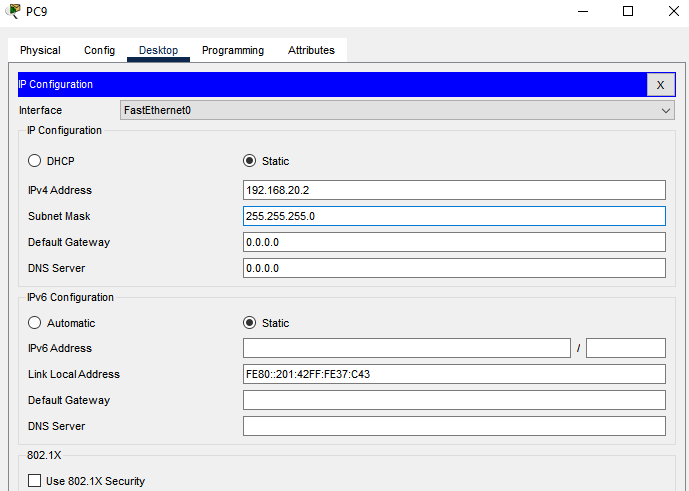 PC9
Physical Config Desktop Programming Attributes
IP Configuration X
Interface FastEthernet0
IP Configuration
DHCP Static
IPv4 Address 192.168.20.2
Subnet Mask 255.255.255.0
Default Gateway 0.0.0.0
DNS Server 0.0.0.0
IPv6 Configuration
Automatic Static
IPv6 Address /
Link Local Address FE80::201:42FF:FE37:C43
Default Gateway
DNS Server
802.1X
Use 802.1X Security